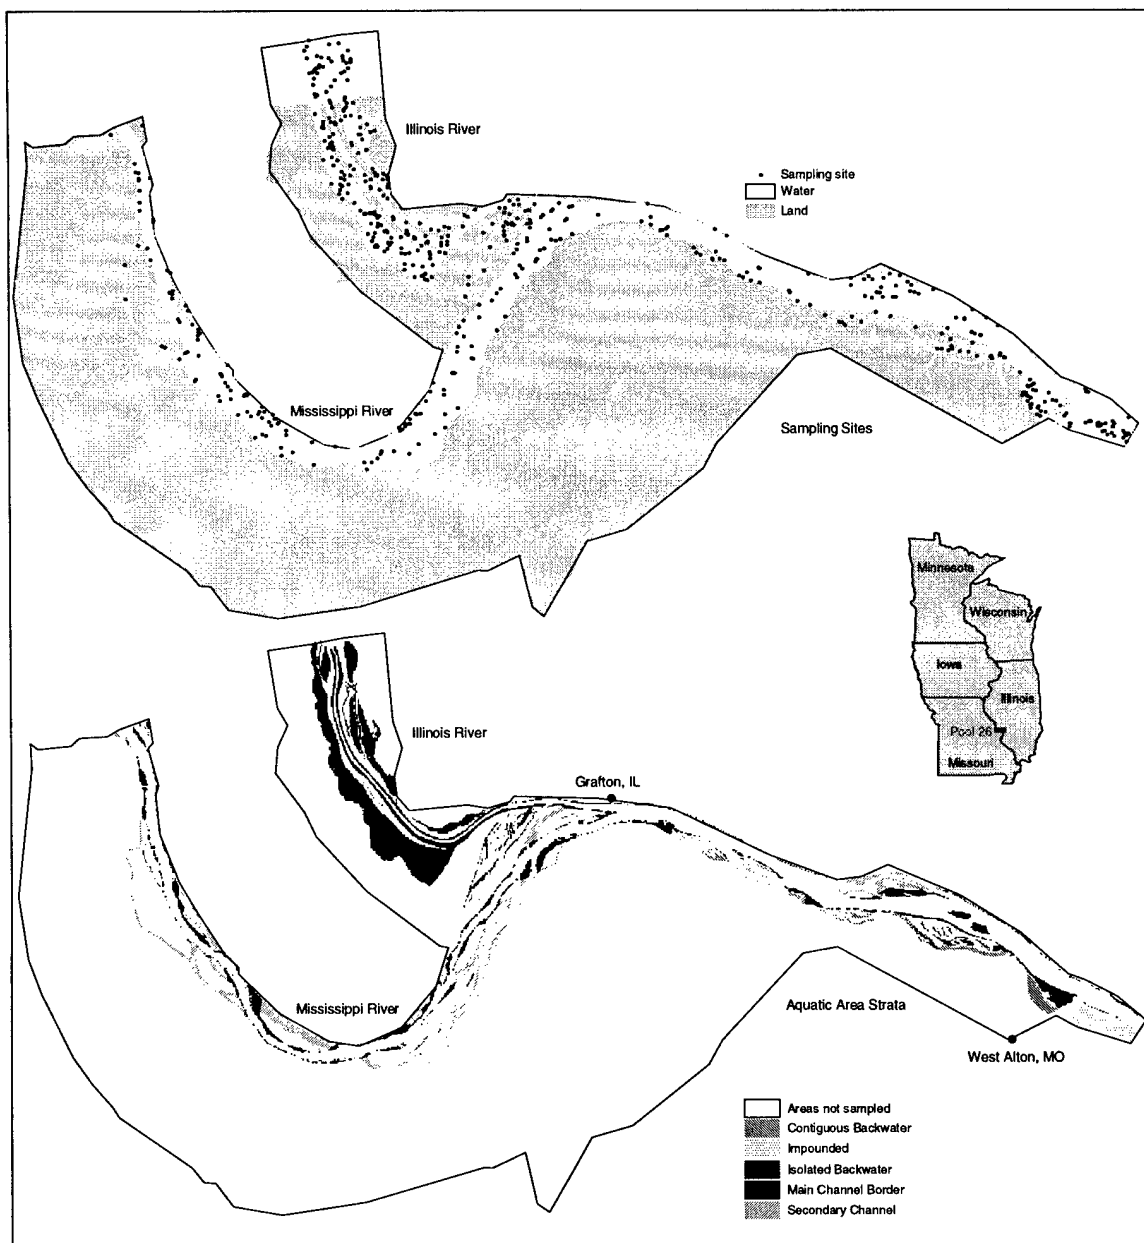 Illinois River
Sampling site
Water
Land
Mississippi River
Sampling Sites
Minnesota
Wisconsin
Iowa
Illinois
Pool 26
Missouri
Illinois River
Grafton, IL
Mississippi River
Aquatic Area Strata
West Alton, MO
Areas not sampled
Contiguous Backwater
Impounded
Isolated Backwater
Main Channel Border
Secondary Channel